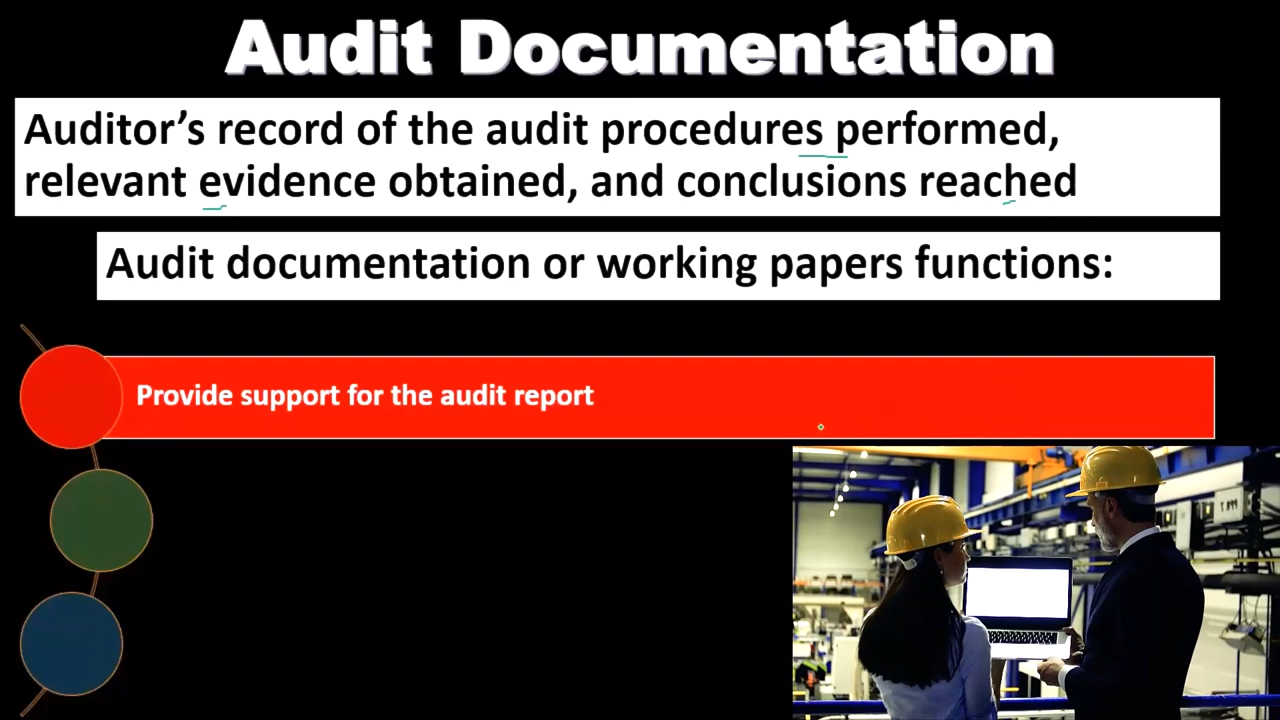 Audit Documentation
Auditor’s record of the audit procedures performed,
relevant evidence obtained, and conclusions reached
Audit documentation or working papers functions:
Provide support for the audit report